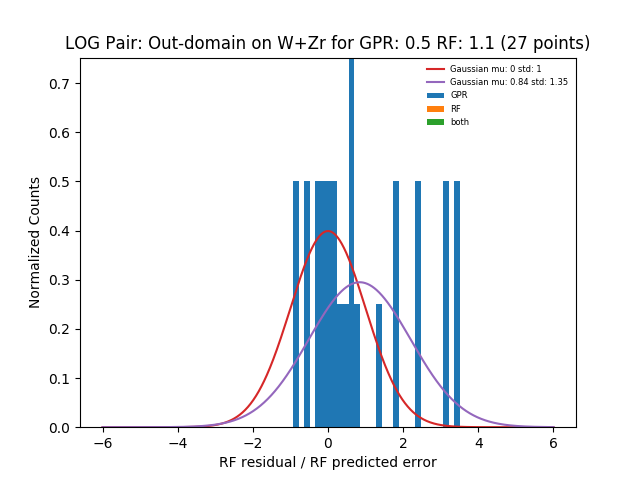 LOG Pair: Out-domain on W+Zr for GPR: 0.5 RF: 1.1 (27 points)
Gaussian mu: 0 std: 1
Gaussian mu: 0.84 std: 1.35
GPR
RF
both
Normalized Counts
0.7
0.6
0.5
0.4
0.3
0.2
0.1
0.0
−6 −4 −2 0 2 4 6
RF residual / RF predicted error